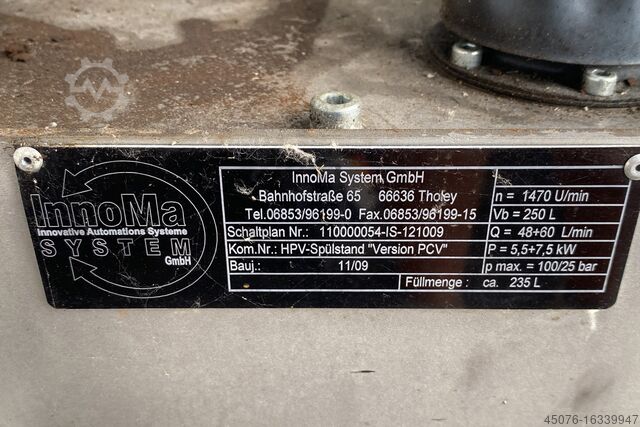 InnoMa
Innovative Automations Systeme
SYSTEM
GmbH
InnoMa System GmbH
Bahnhofstraße 65 66636 Tholey
Tel.06853/96199-0 Fax.06853/96199-15
Schaltplan Nr.: 110000054-IS-121009
Kom.Nr.: HPV-Spülstand "Version PCV"
Bauj.: 11/09
n = 1470 U/min
Vb = 250 L
Q = 48+60 L/min
P = 5,5+7,5 kW
p max. = 100/25 bar
Füllmenge : ca. 235 L
45076-16339947